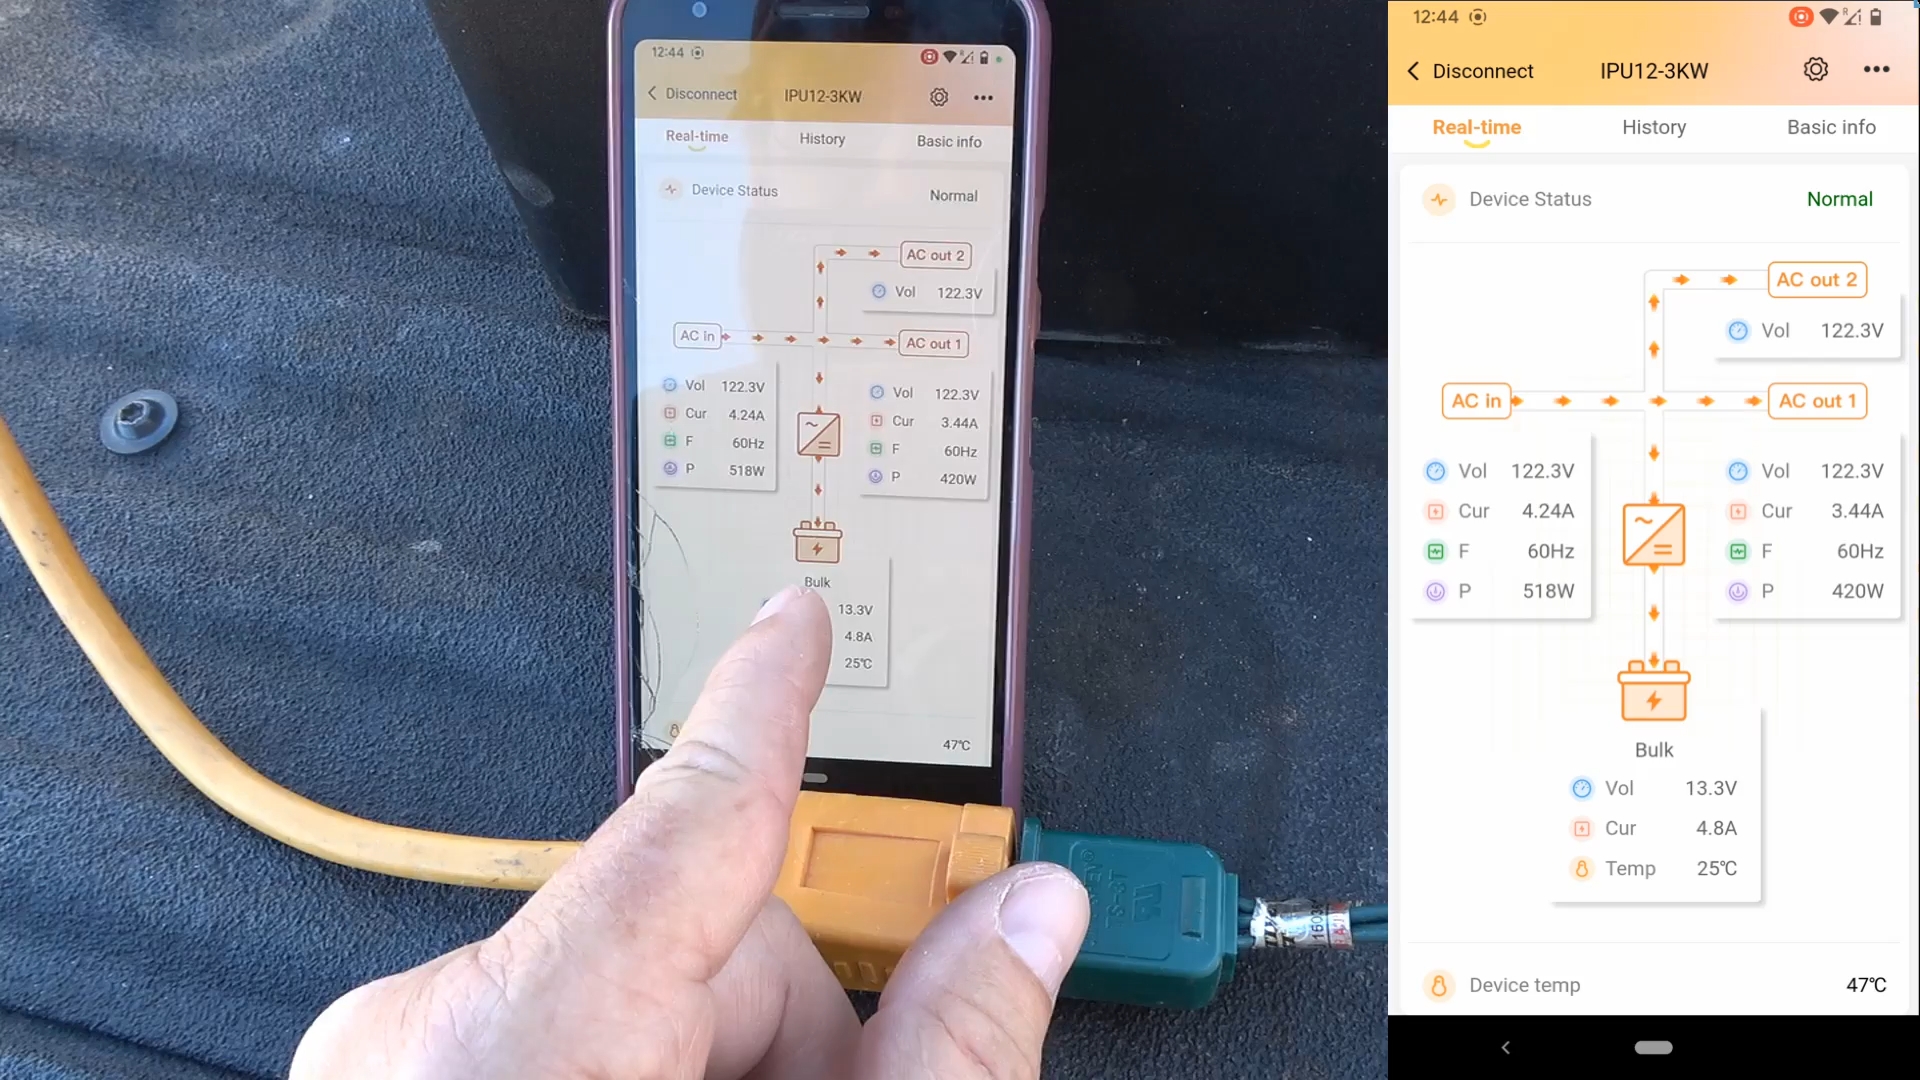 12:44
Disconnect IPU12-3KW
Real-time History Basic info
Device Status Normal
AC out 2
Vol 122.3V
AC in AC out 1
Vol 122.3V Vol 122.3V
Cur 4.24A Cur 3.44A
F 60Hz F 60Hz
P 518W P 420W
Bulk
13.3V
4.8A
25℃
47℃
12:44
Disconnect IPU12-3KW
Real-time History Basic info
Device Status Normal
AC out 2
Vol 122.3V
AC in AC out 1
Vol 122.3V Vol 122.3V
Cur 4.24A Cur 3.44A
F 60Hz F 60Hz
P 518W P 420W
Bulk
Vol 13.3V
Cur 4.8A
Temp 25℃
Device temp 47℃